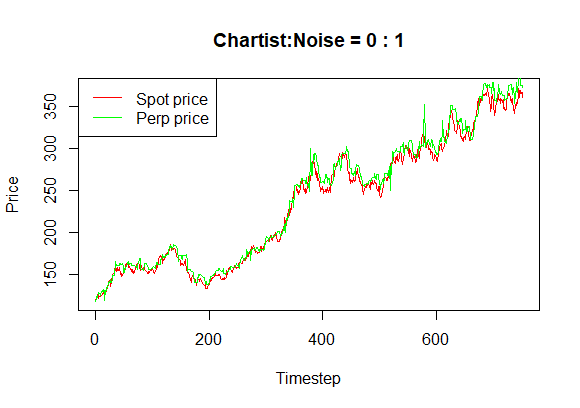 Chartist:Noise = 0 : 1
Spot price
Perp price
Price
350
300
250
200
150
0 200 400 600
Timestep